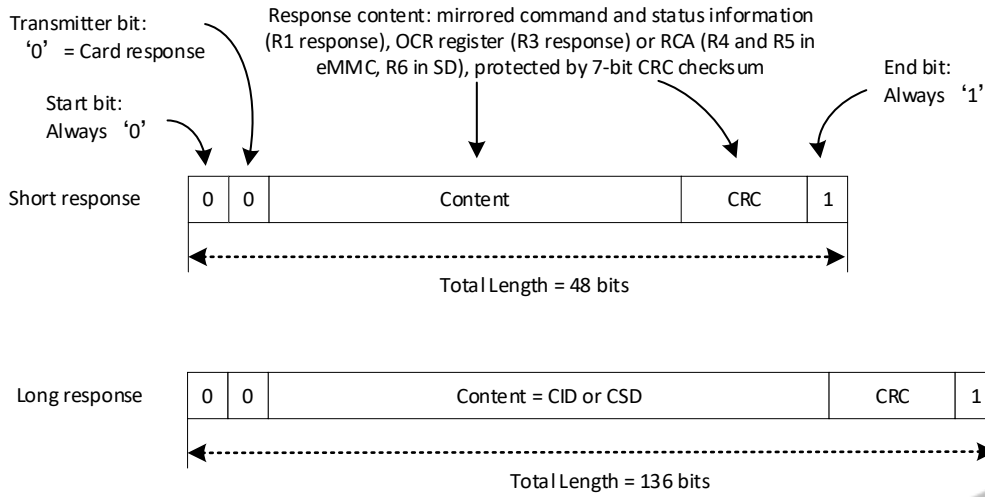 Transmitter bit:
‘0’ = Card response
Response content: mirrored command and status information
(R1 response), OCR register (R3 response) or RCA (R4 and R5 in
eMMC, R6 in SD), protected by 7-bit CRC checksum
End bit:
Always ‘1’
Start bit:
Always ‘0’
Short response
0 0 Content CRC 1
Total Length = 48 bits
Long response
0 0 Content = CID or CSD CRC 1
Total Length = 136 bits